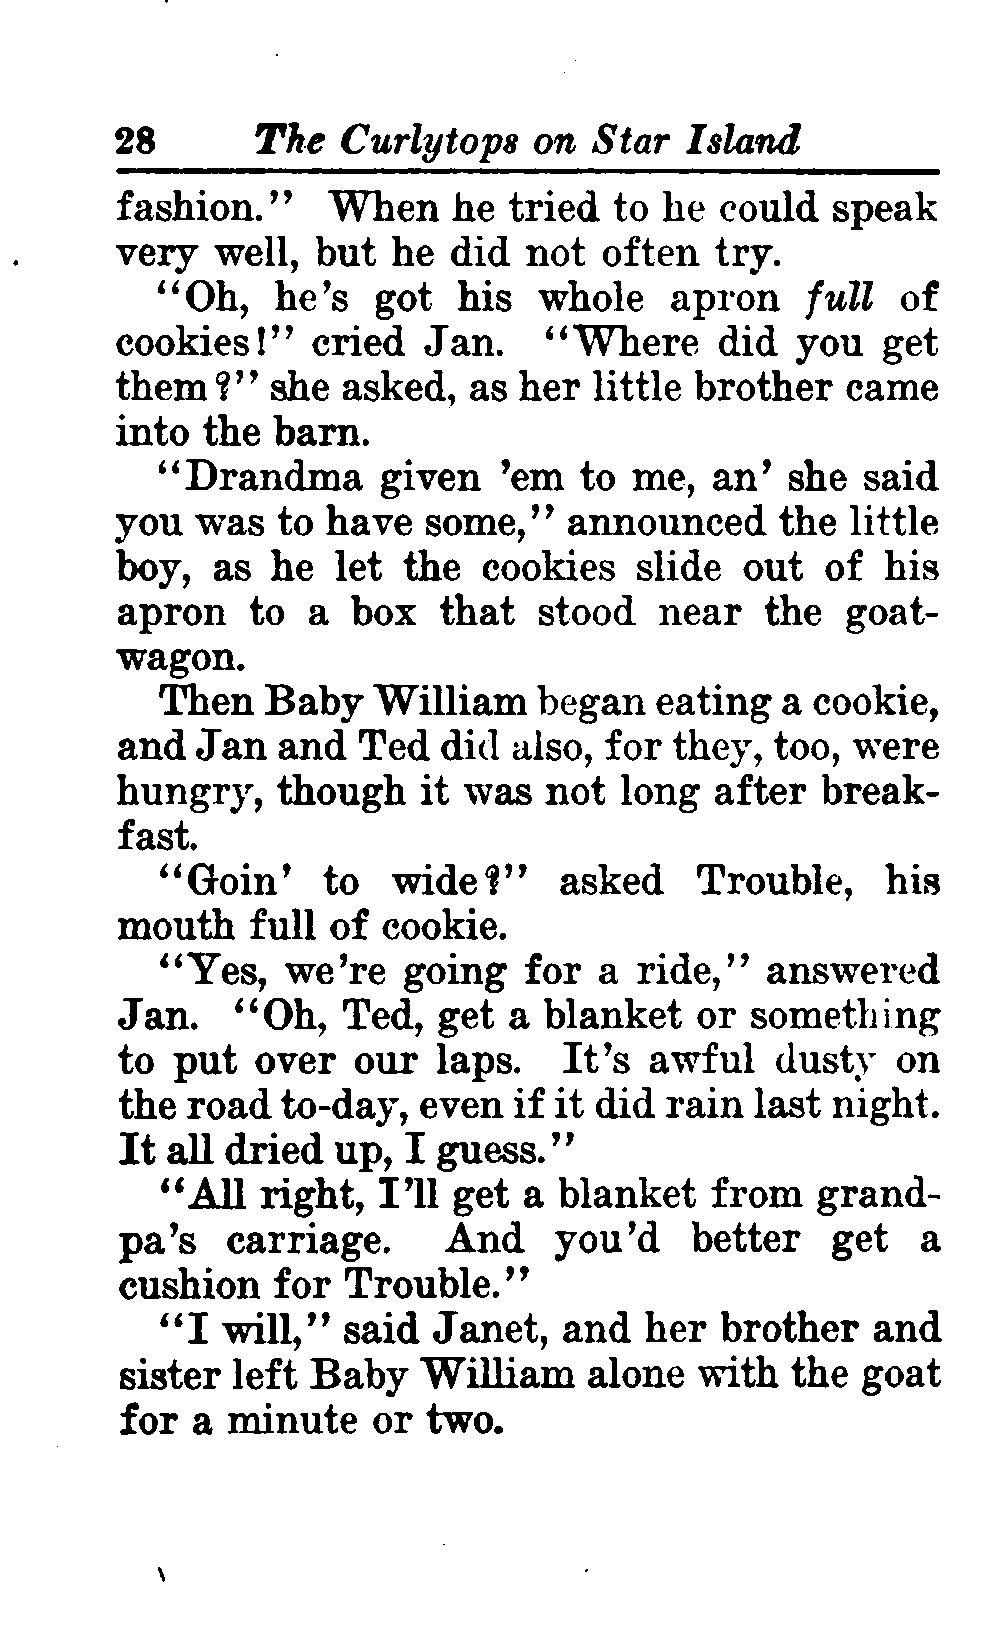 28 The Curlytops on Star Island
fashion." When he tried to he could speak
very well, but he did not often try.
"Oh, he's got his whole apron full of
cookies!" cried Jan. "Where did you get
them?" she asked, as her little brother came
into the barn.
"Drandma given 'em to me, an' she said
you was to have some," announced the little
boy, as he let the cookies slide out of his
apron to a box that stood near the goat-
wagon.
Then Baby William began eating a cookie,
and Jan and Ted did also, for they, too, were
hungry, though it was not long after break-
fast.
"Goin' to wide?" asked Trouble, his
mouth full of cookie.
"Yes, we're going for a ride," answered
Jan. "Oh, Ted, get a blanket or something
to put over our laps. It's awful dusty on
the road to-day, even if it did rain last night.
It all dried up, I guess."
"All right, I'll get a blanket from grand-
pa's carriage. And you'd better get a
cushion for Trouble."
"I will," said Janet, and her brother and
sister left Baby William alone with the goat
for a minute or two.